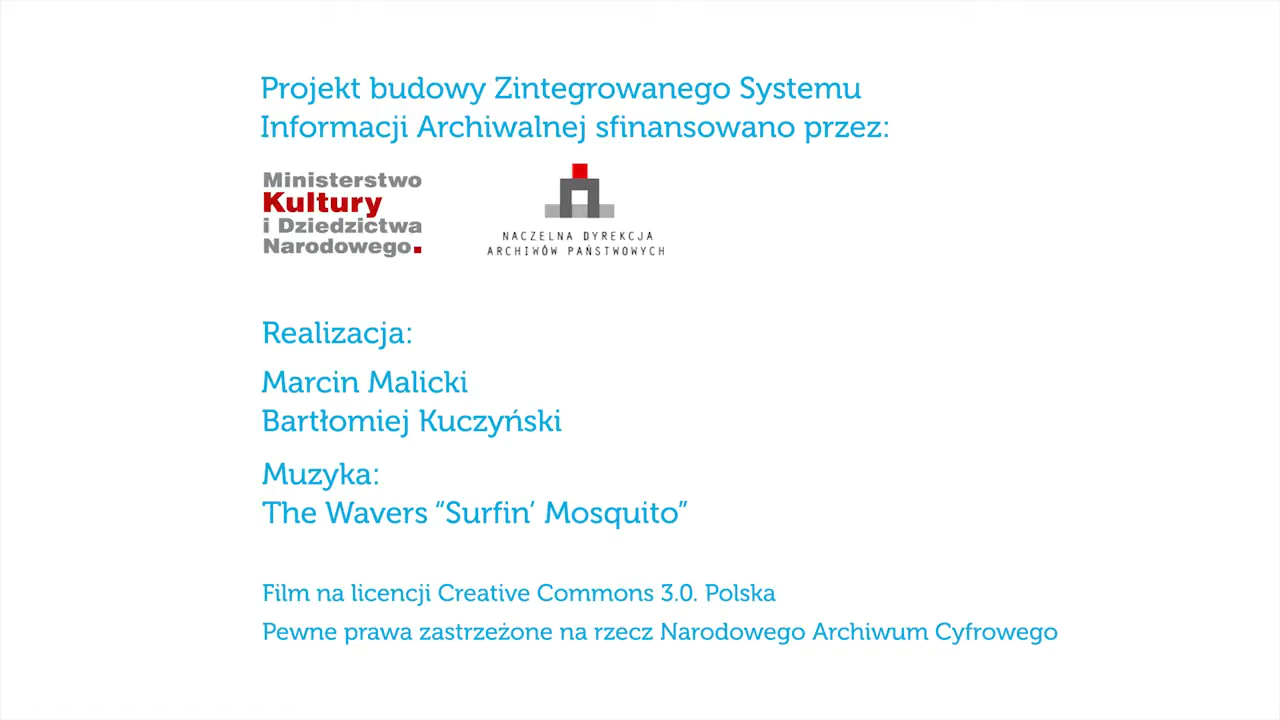 Projekt budowy Zintegrowanego Systemu
Informacji Archiwalnej sfinansowano przez:
Ministerstwo
Kultury
i Dziedzictwa
Narodowego.
NACZELNA DYREKCJA
ARCHIWÓW PAŃSTWOWYCH
Realizacja:
Marcin Malicki
Bartłomiej Kuczyński
Muzyka:
The Wavers “Surfin’ Mosquito”
Film na licencji Creative Commons 3.0. Polska
Pewne prawa zastrzeżone na rzecz Narodowego Archiwum Cyfrowego